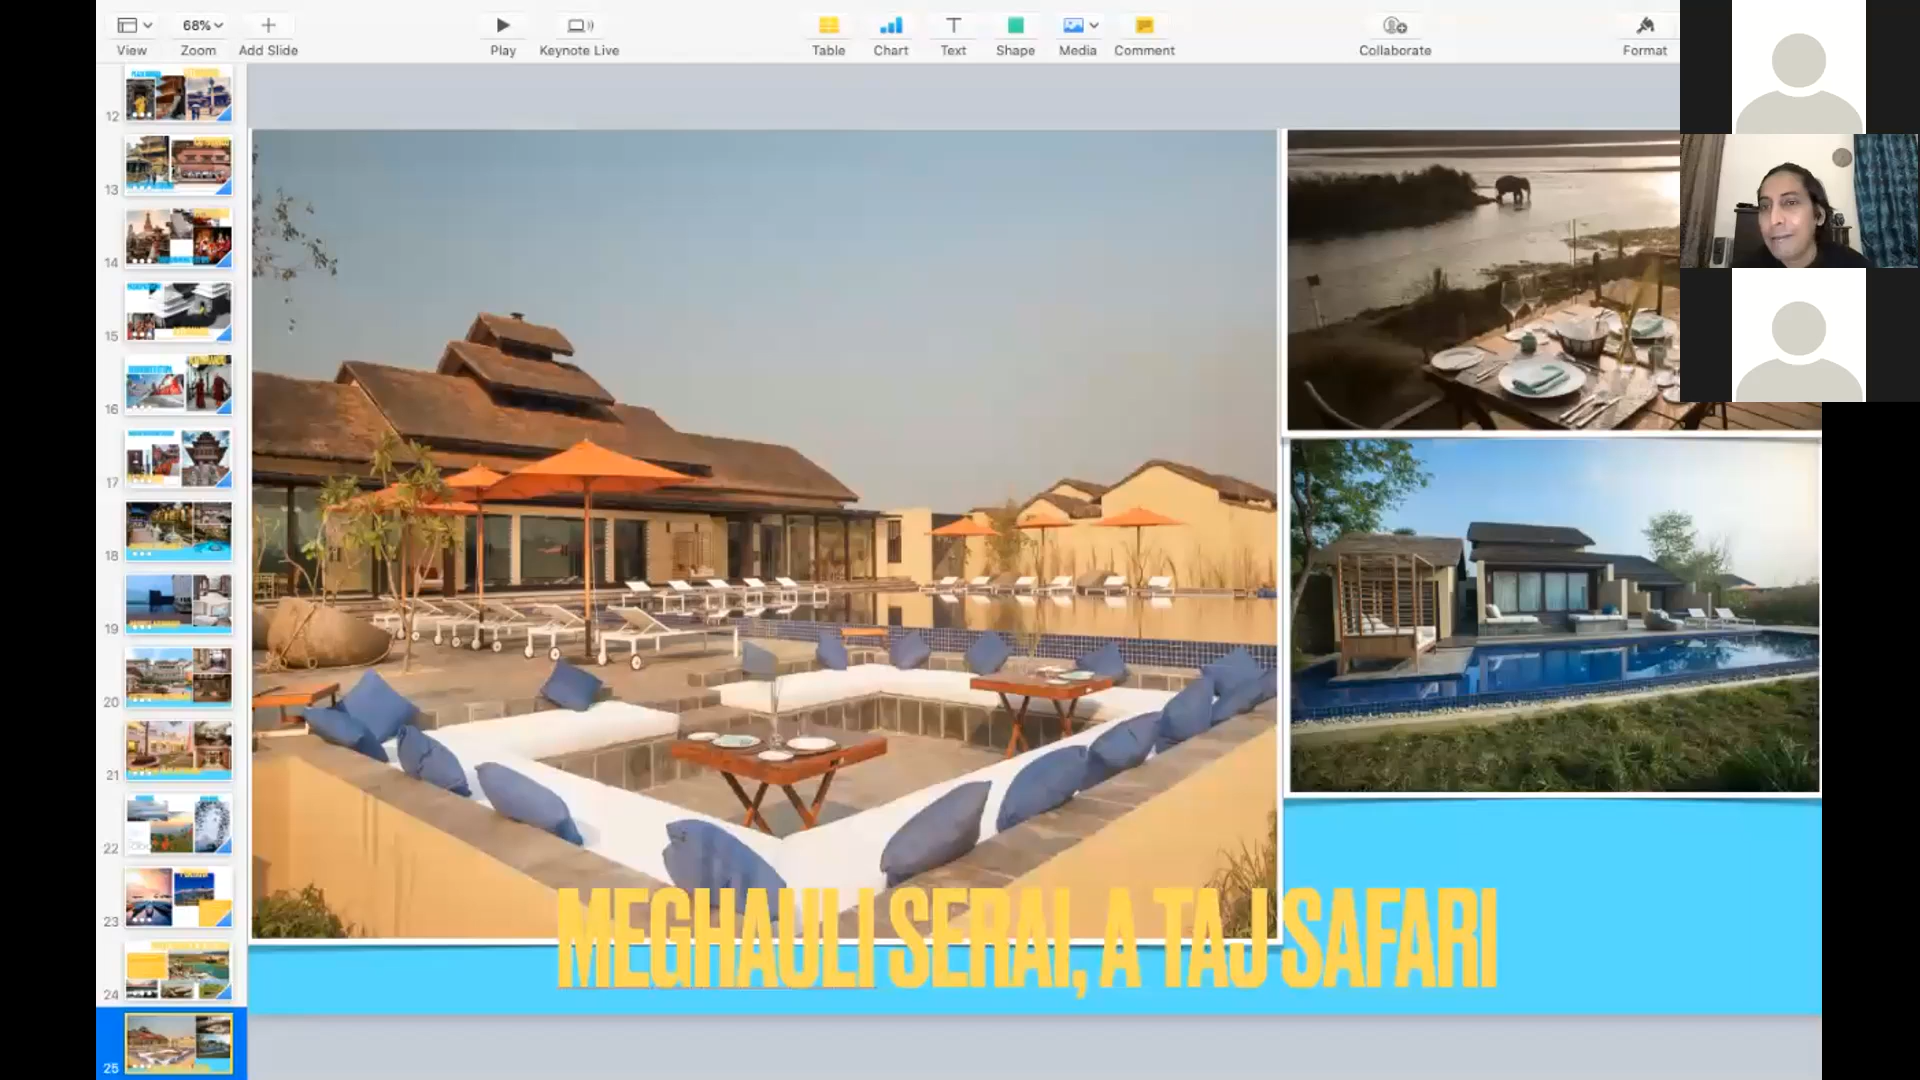 68%
View
Zoom
Add Slide
Play
Keynote Live
Table
Chart
Text
Shape
Media
Comment
Collaborate
Format
12
13
14
15
16
17
18
19
20
21
22
23
24
25
MEGHAULI SERAI, A TAJ SAFARI